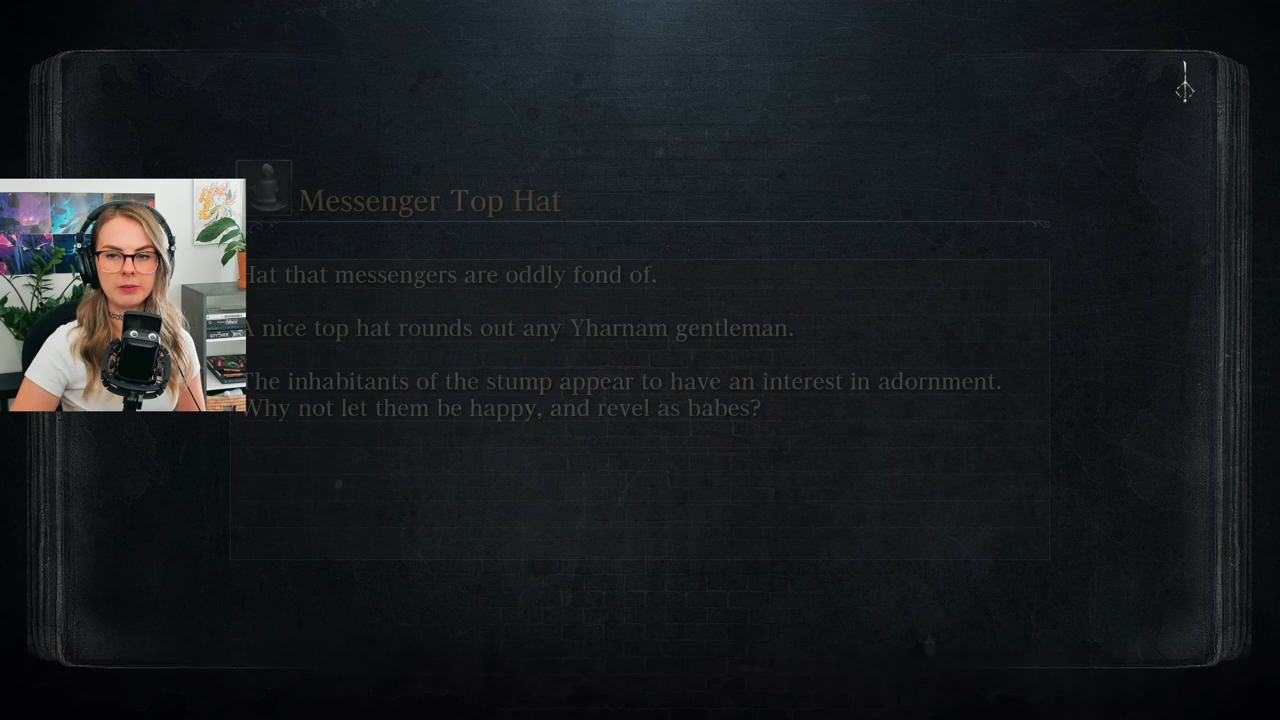 Messenger Top Hat
Hat that messengers are oddly fond of.
A nice top hat rounds out any Yharnam gentleman.
The inhabitants of the stump appear to have an interest in adornment.
Why not let them be happy, and revel as babes?